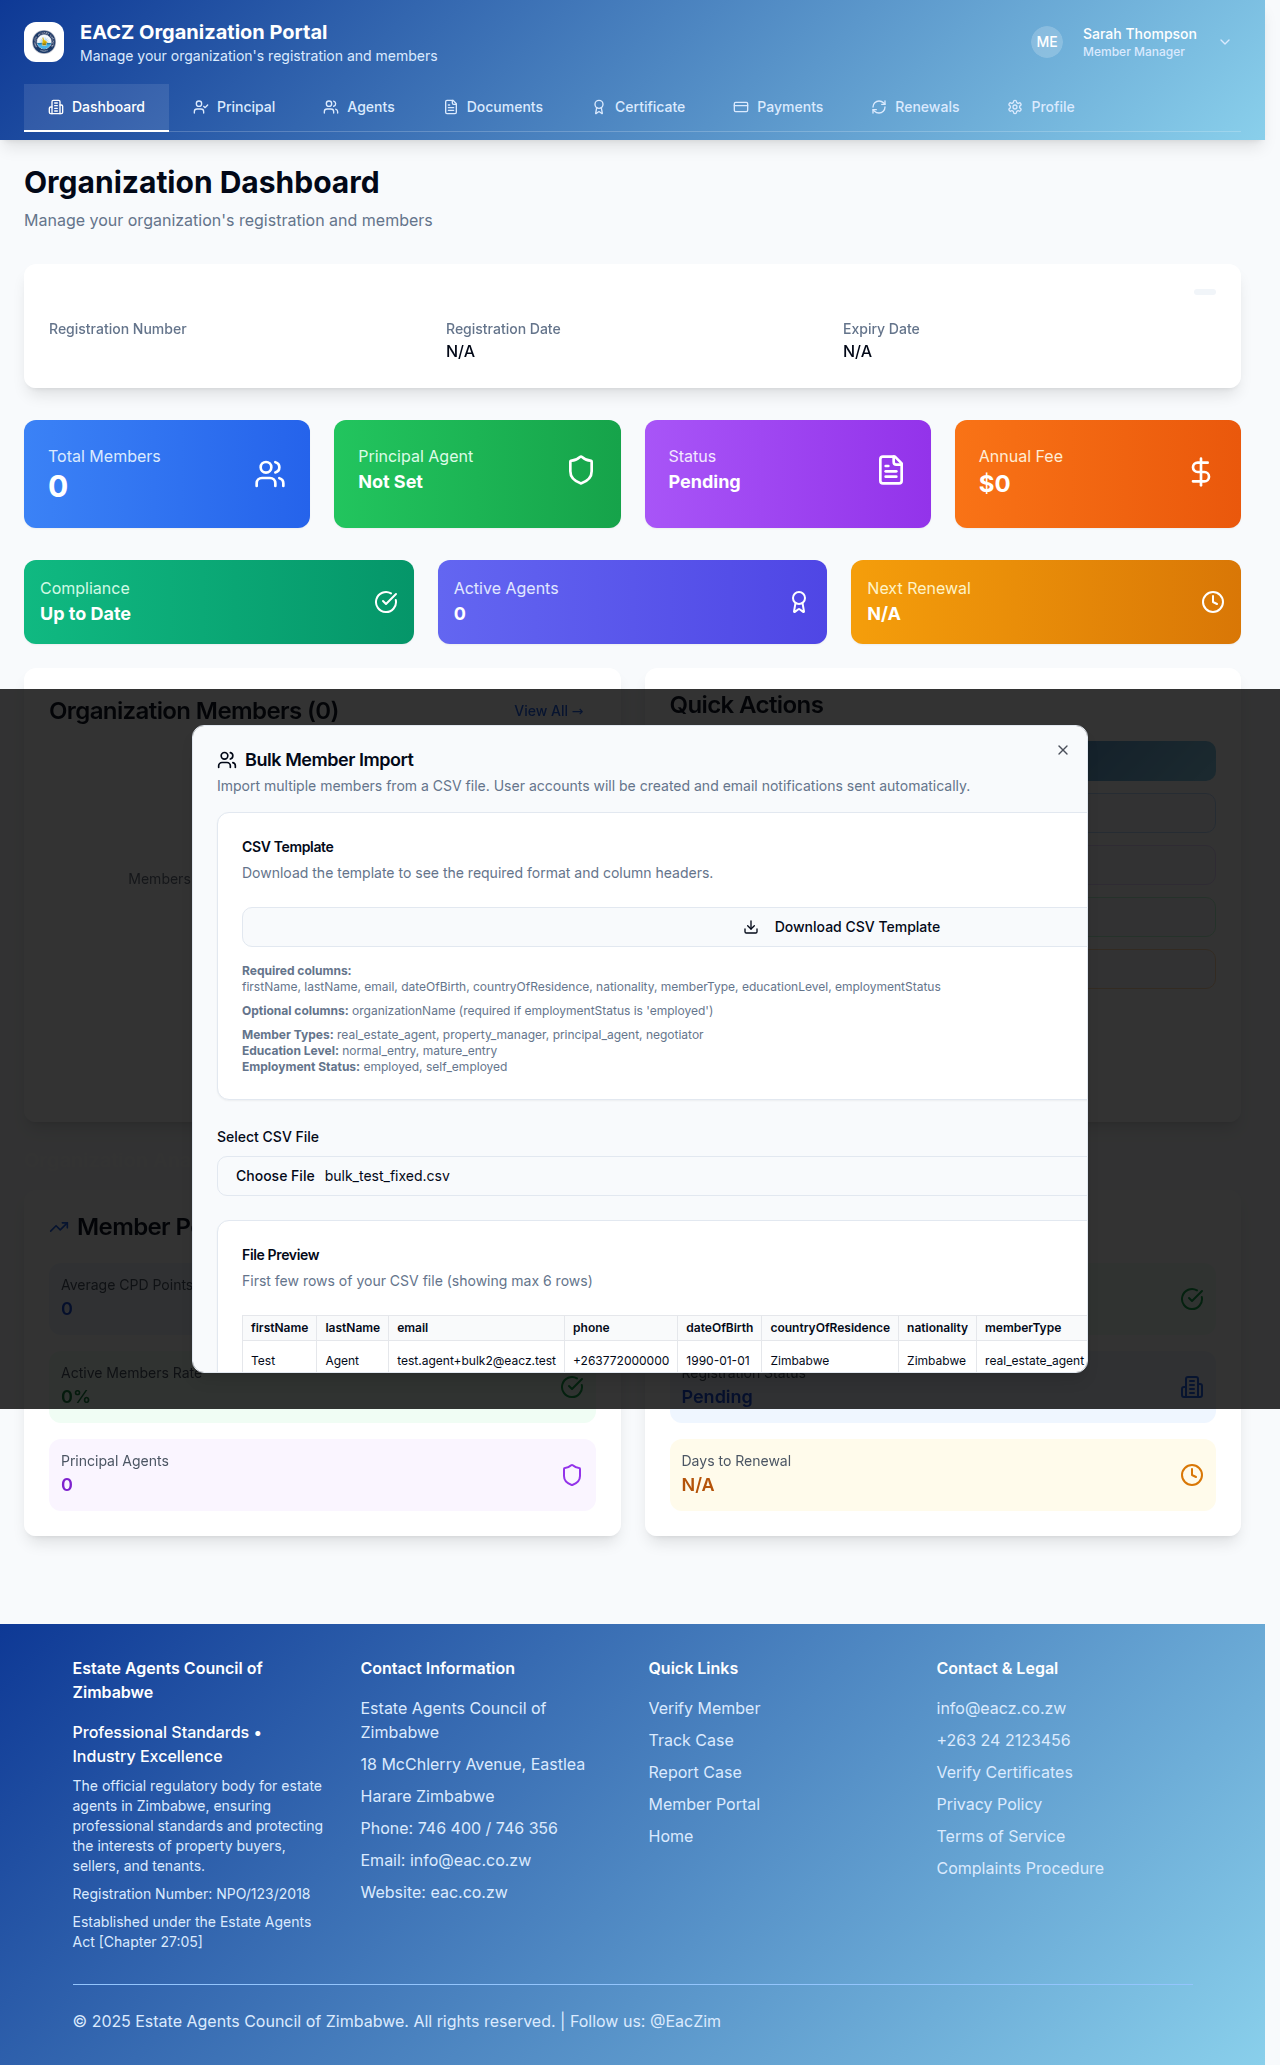 EACZ Organization Portal
Manage your organization's registration and members
ME
Sarah Thompson
Member Manager
Dashboard
Principal
Agents
Documents
Certificate
Payments
Renewals
Profile
Organization Dashboard
Manage your organization's registration and members
Registration Number
Registration Date
N/A
Expiry Date
N/A
Total Members
0
Principal Agent
Not Set
Status
Pending
Annual Fee
$0
Compliance
Up to Date
Active Agents
0
Next Renewal
N/A
Organization Members (0)
View All →
Quick Actions
Members
Bulk Member Import
Import multiple members from a CSV file. User accounts will be created and email notifications sent automatically.
CSV Template
Download the template to see the required format and column headers.
Download CSV Template
Required columns:
firstName, lastName, email, dateOfBirth, countryOfResidence, nationality, memberType, educationLevel, employmentStatus
Optional columns: organizationName (required if employmentStatus is 'employed')
Member Types: real_estate_agent, property_manager, principal_agent, negotiator
Education Level: normal_entry, mature_entry
Employment Status: employed, self_employed
Select CSV File
Choose File bulk_test_fixed.csv
File Preview
First few rows of your CSV file (showing max 6 rows)
firstName lastName email phone dateOfBirth countryOfResidence nationality memberType
Test Agent test.agent+bulk2@eacz.test +263772000000 1990-01-01 Zimbabwe Zimbabwe real_estate_agent
Member P
Average CPD Points
0
Active Members Rate
0%
Registration Status
Pending
Principal Agents
0
Days to Renewal
N/A
Estate Agents Council of
Zimbabwe
Professional Standards •
Industry Excellence
The official regulatory body for estate
agents in Zimbabwe, ensuring
professional standards and protecting
the interests of property buyers,
sellers, and tenants.
Registration Number: NPO/123/2018
Established under the Estate Agents
Act [Chapter 27:05]
Contact Information
Estate Agents Council of
Zimbabwe
18 McChlerry Avenue, Eastlea
Harare Zimbabwe
Phone: 746 400 / 746 356
Email: info@eac.co.zw
Website: eac.co.zw
Quick Links
Verify Member
Track Case
Report Case
Member Portal
Home
Contact & Legal
info@eacz.co.zw
+263 24 2123456
Verify Certificates
Privacy Policy
Terms of Service
Complaints Procedure
© 2025 Estate Agents Council of Zimbabwe. All rights reserved. | Follow us: @EacZim